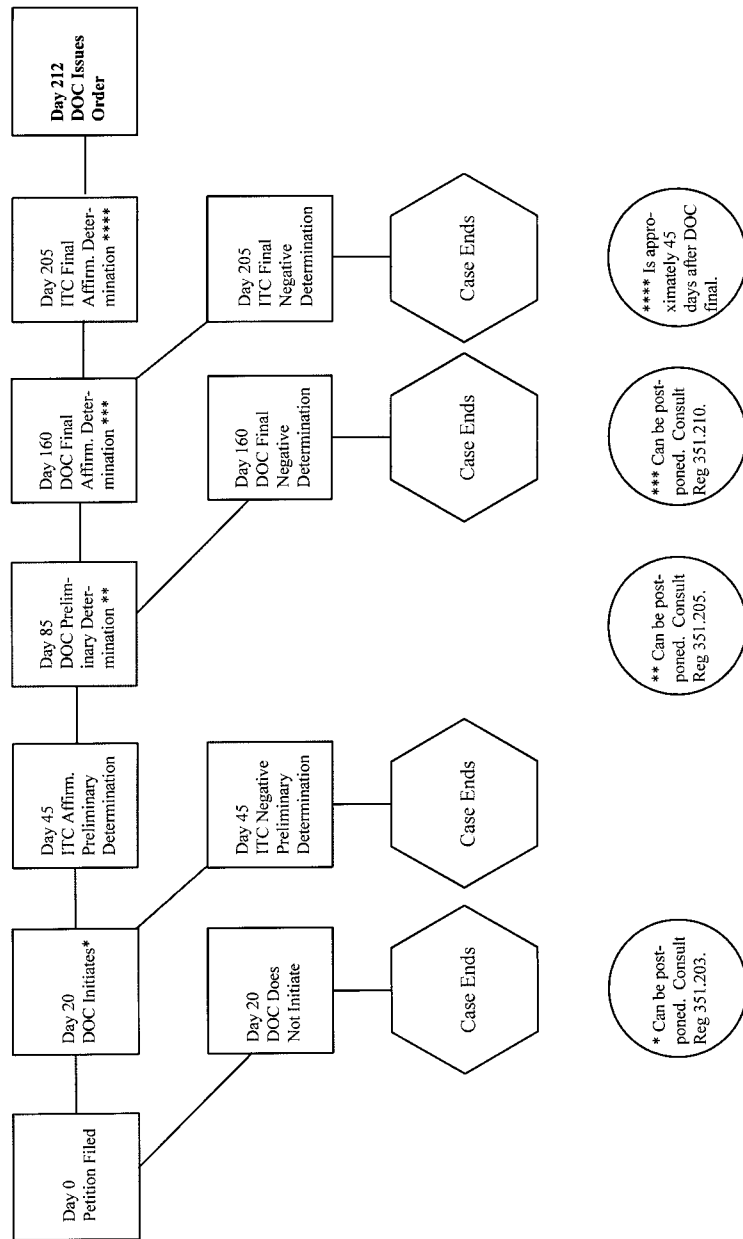 Day 0
Petition Filed
Day 20
DOC Initiates*
Day 45
ITC Affirm.
Preliminary
Determination
Day 85
DOC Prelim-
inary Deter-
mination **
Day 160
DOC Final
Affirm. Deter-
mination ***
Day 205
ITC Final
Affirm. Deter-
mination ****
Day 212
DOC Issues
Order
Day 20
DOC Does
Not Initiate
Day 45
ITC Negative
Preliminary
Determination
Day 160
DOC Final
Negative
Determination
Day 205
ITC Final
Negative
Determination
Case Ends
Case Ends
Case Ends
Case Ends
* Can be post-
poned. Consult
Reg 351.203.
** Can be post-
poned. Consult
Reg 351.205.
*** Can be post-
poned. Consult
Reg 351.210.
**** Is appro-
ximately 45
days after DOC
final.